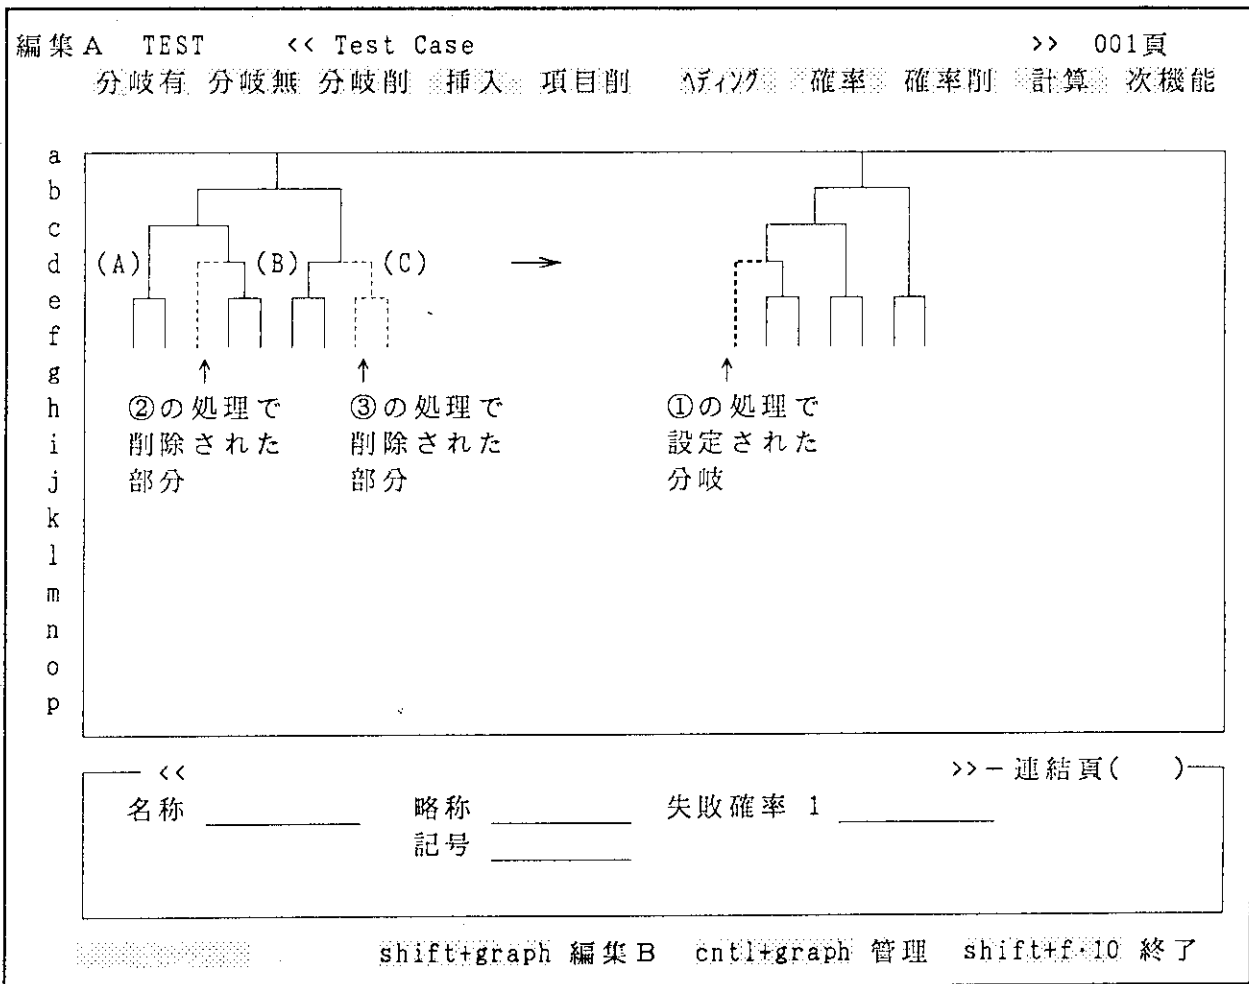 編集A TEST << Test Case >> 001頁
分岐有 分岐無 分岐削 挿入 項目削 ヘディング 確率 確率削 計算 次機能
a
b
c
d (A) (B) (C) →
e
f
g
h ②の処理で ③の処理で ①の処理で
i 削除された 削除された 設定された
j 部分 部分 分岐
k
l
m
n
o
p
<< >> 連結頁( )
名称 略称 失敗確率 1
記号
shift+graph 編集B cntl+graph 管理 shift+f・10 終了